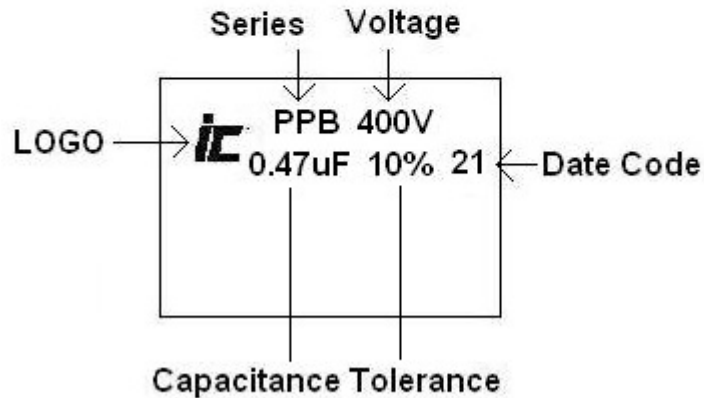 Series Voltage
LOGO
ic PPB 400V
0.47uF 10% 21
Date Code
Capacitance Tolerance